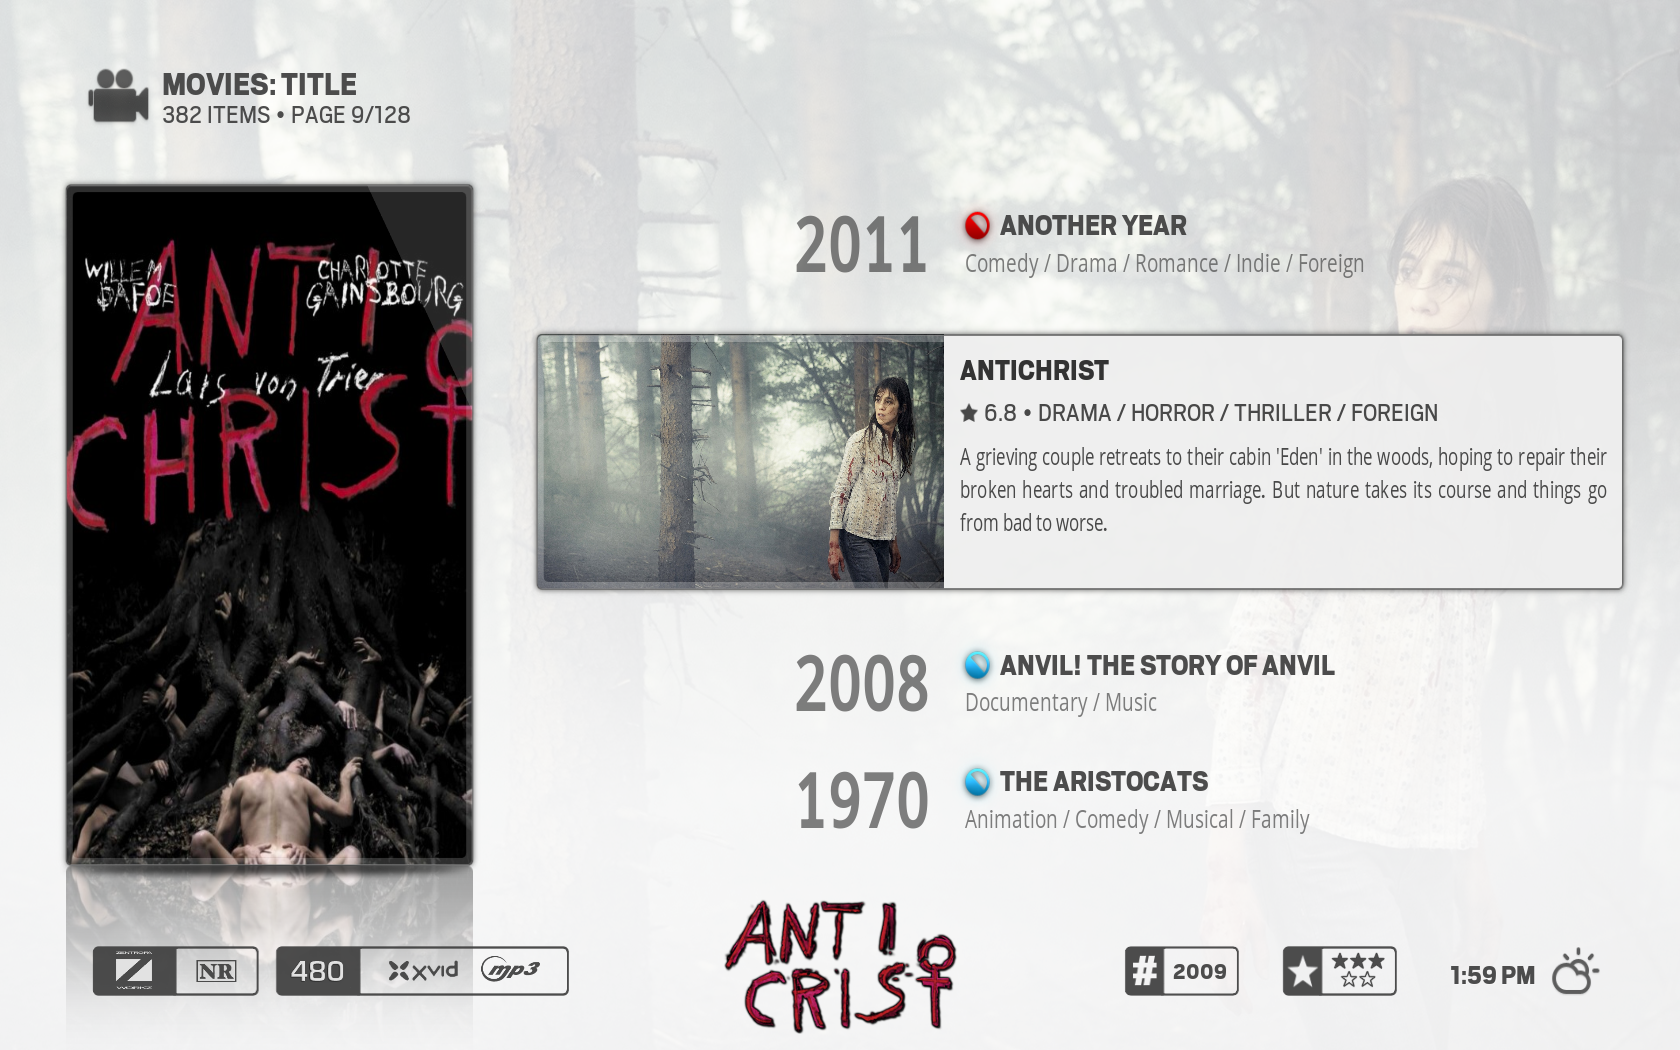 MOVIES: TITLE
382 ITEMS • PAGE 9/128
WILLEM DAFOE
CHARLOTTE GAINSBOURG
ANTI
Lars von Trier
CHRIST
2011
ANOTHER YEAR
Comedy / Drama / Romance / Indie / Foreign
ANTICHRIST
★ 6.8 • DRAMA / HORROR / THRILLER / FOREIGN
A grieving couple retreats to their cabin 'Eden' in the woods, hoping to repair their
broken hearts and troubled marriage. But nature takes its course and things go
from bad to worse.
2008
ANVIL! THE STORY OF ANVIL
Documentary / Music
1970
THE ARISTOCATS
Animation / Comedy / Musical / Family
ZENTROPA
WORKZ
NR
480
xvid
mp3
ANTI
CRIST
# 2009
1:59 PM